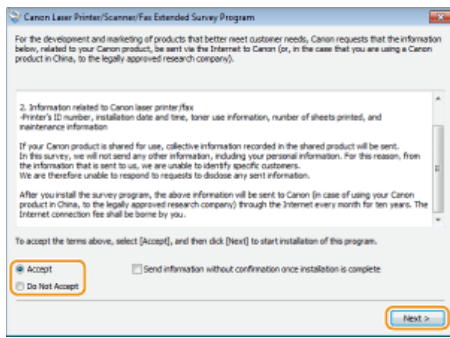 Canon Laser Printer/Scanner/Fax Extended Survey Program
For the development and marketing of products that better meet customer needs, Canon requests that the information
below, related to your Canon product, be sent via the Internet to Canon (or, in the case that you are using a Canon
product in China, to the legally approved research company).
2. Information related to Canon laser printer/fax
-Printer's ID number, installation date and time, toner use information, number of sheets printed, and
maintenance information
If your Canon product is shared for use, collective information recorded in the shared product will be sent.
In this survey, we will not send any other information, including your personal information. For this reason, from
the information that is sent to us, we are unable to identify specific customers.
We are therefore unable to respond to requests to disclose any sent information.
After you install the survey program, the above information will be sent to Canon (in case of using your Canon
product in China, to the legally approved research company) through the Internet every month for ten years. The
Internet connection fee shall be borne by you.
To accept the terms above, select [Accept], and then click [Next] to start installation of this program.
Accept
Send information without confirmation once installation is complete
Do Not Accept
Next >